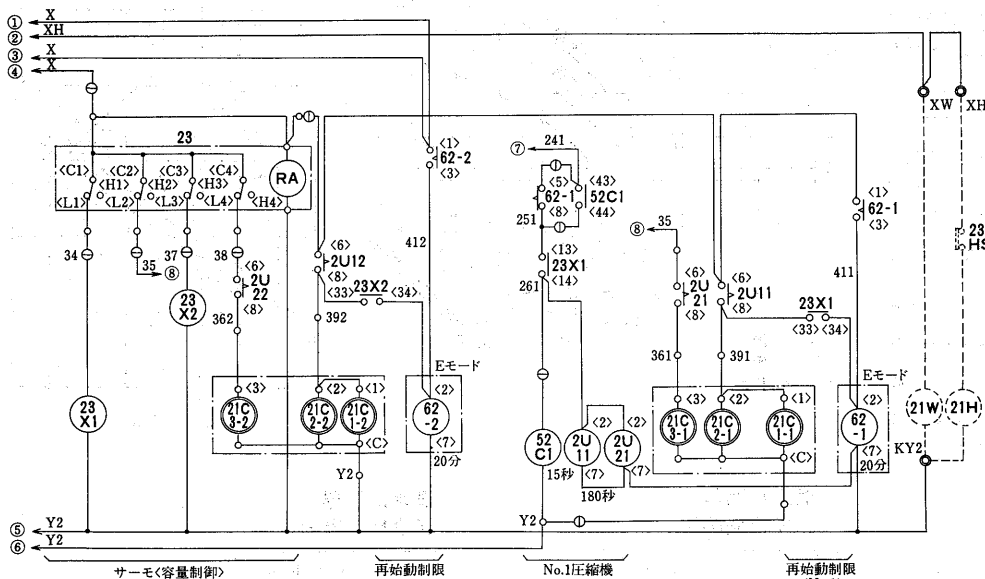 ① X
② XH
③ X
④ X
XW XH
23
<C1> <C2> <C3> <C4>
<H1> <H2> <H3> <H4>
<L1> <L2> <L3> <L4>
RA
<1>
62-2
<3>
⑦ 241
<5> <43>
62-1 52C1
<8> <44>
251
<13>
23X1
<14>
261
<1>
62-1
<3>
23
HS
34 35 ⑧ 37 38
<6>
2U
22
<8>
362
<6>
2U12
<8>
23X2
<33> <34>
392
412
⑧ 35
<6>
2U
21
<8>
361
<6>
2U11
<8>
23X1
<33> <34>
391
411
23
X2
23
X1
<3> <2> <1>
21C
3-2
21C
2-2
21C
1-2
<C>
Y2
Eモード
<2>
62
-2
<7>
20分
52
C1
15秒
<2>
2U
11
<7>
180秒
<2>
2U
21
<7>
<3> <2> <1>
21C
3-1
21C
2-1
21C
1-1
<C>
Eモード
<2>
62
-1
<7>
20分
21W 21H
KY2
⑤ Y2
⑥ Y2
Y2
サーモ<容量制御> 再始動制限 No.1圧縮機 再始動制限